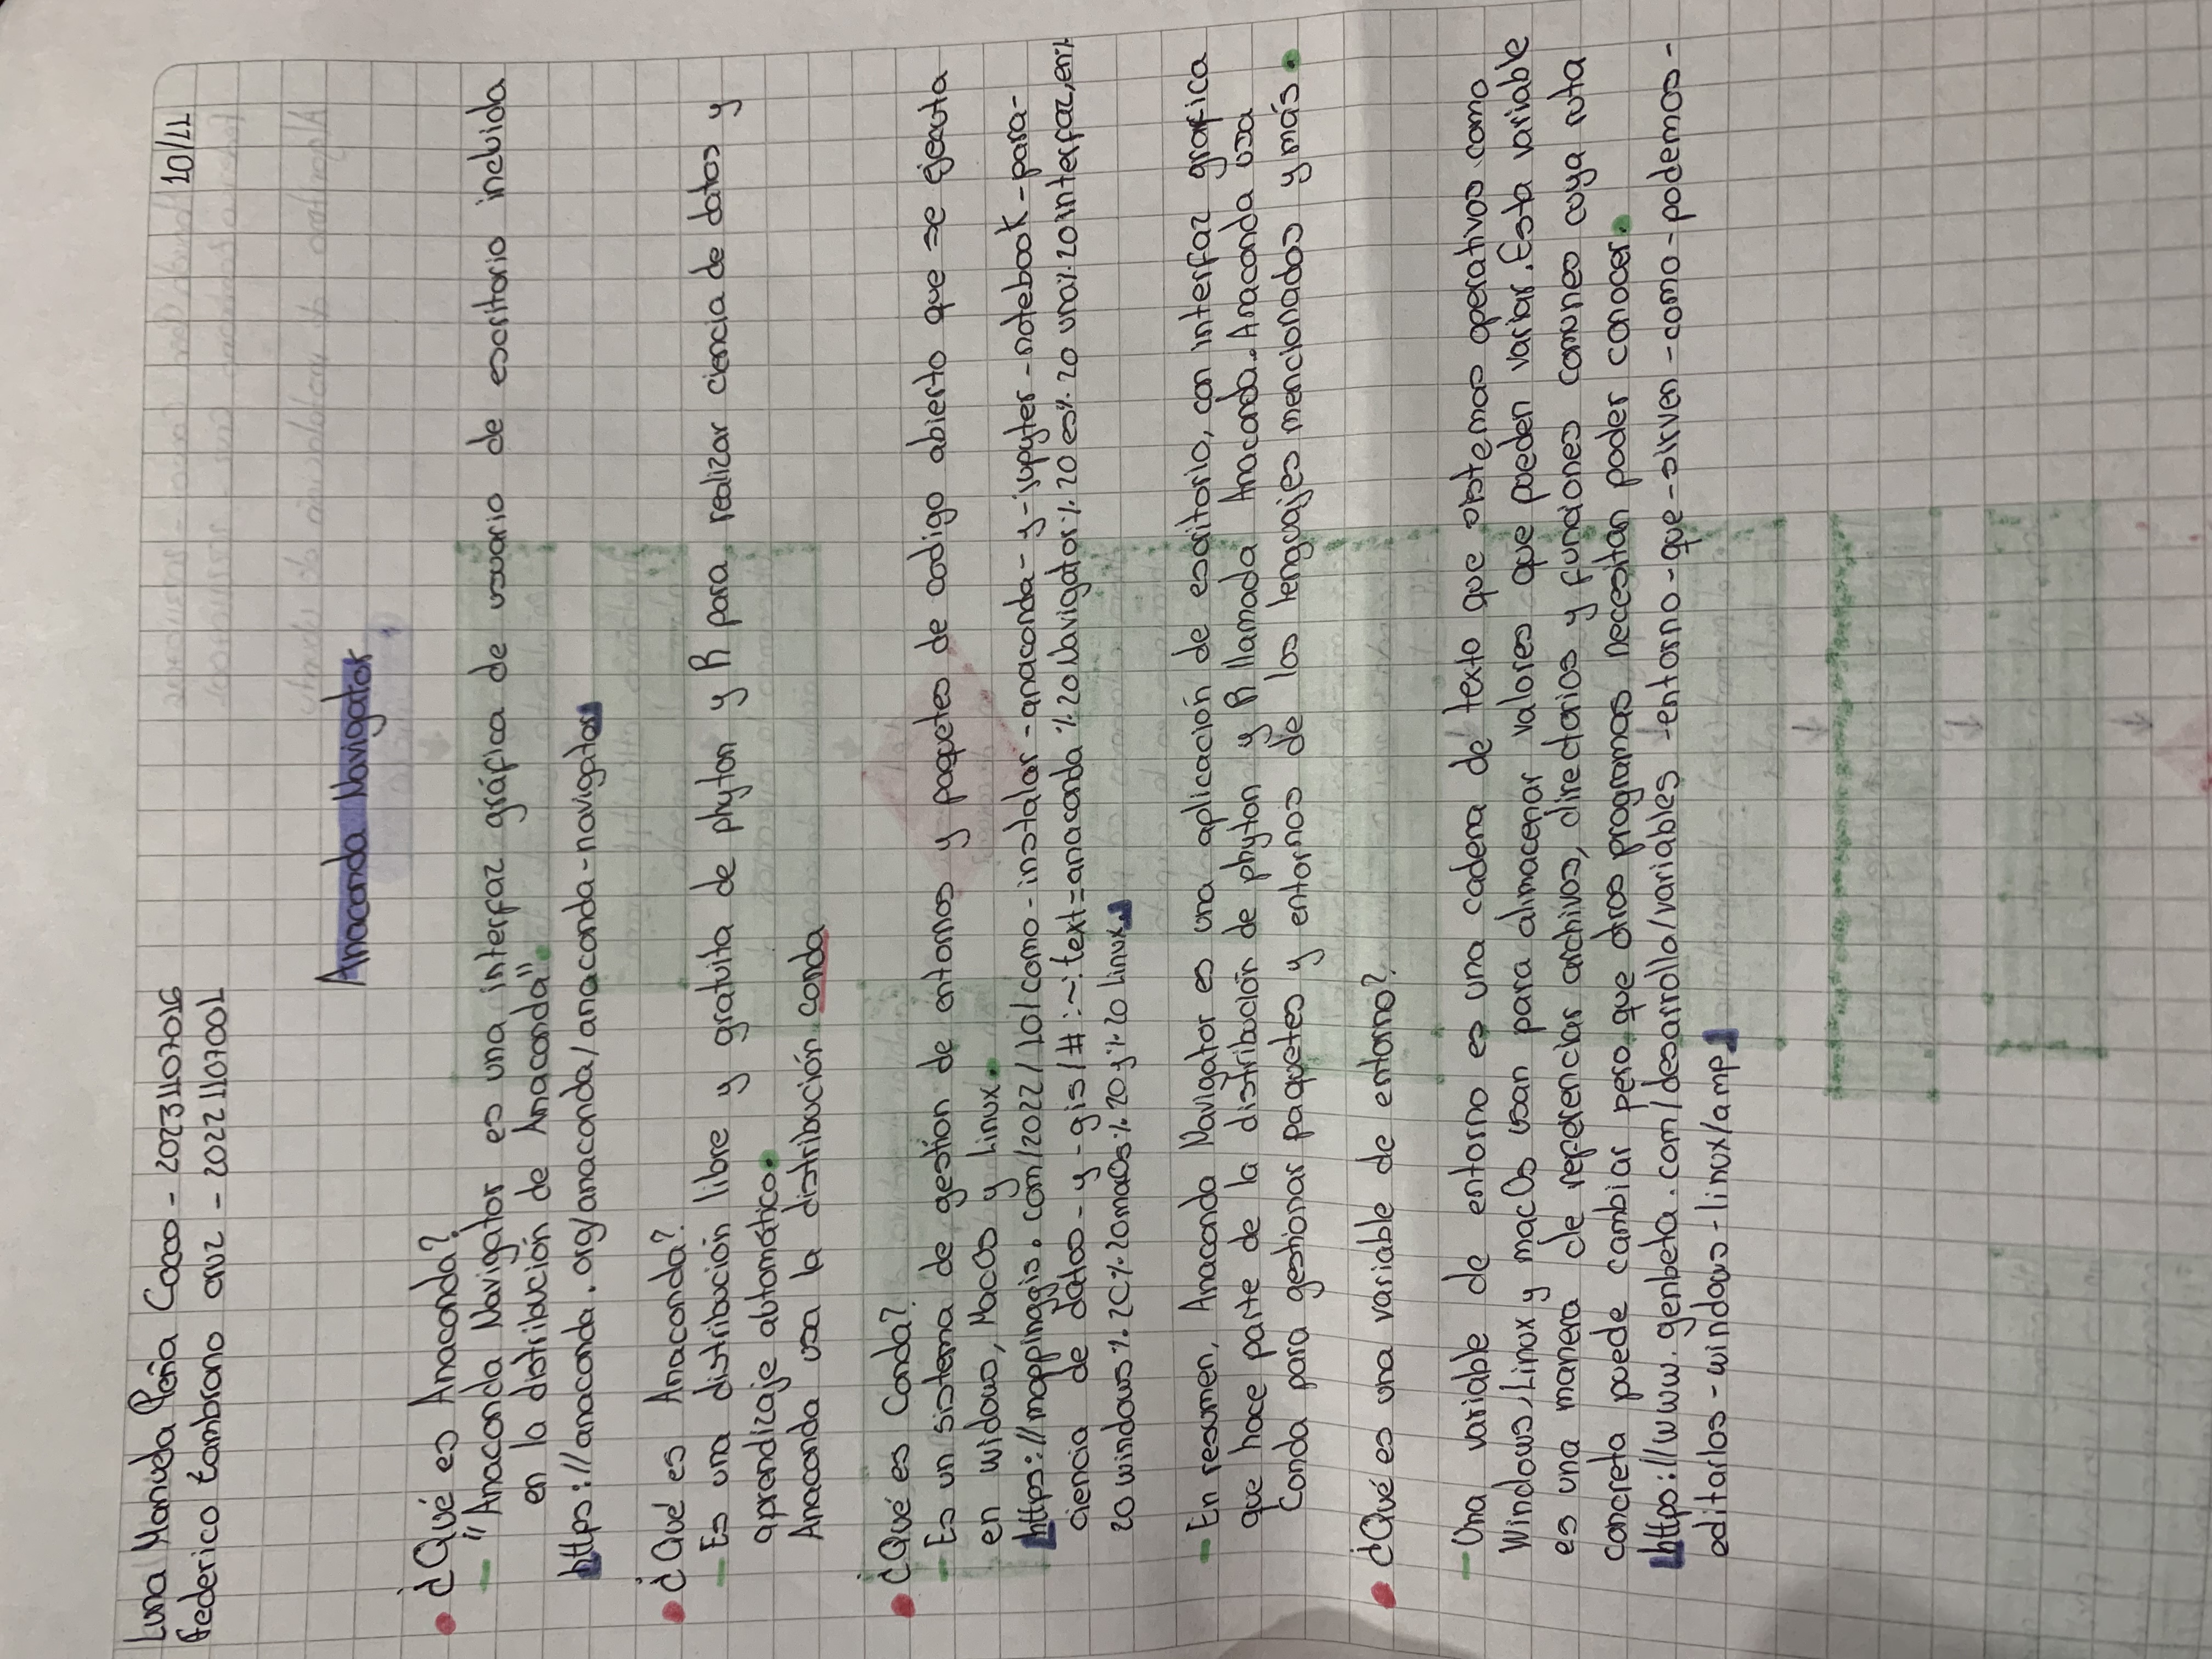 Luna Manuela Peña Cocco - 20231107016
10/11
Federico Zambrano cruz - 20221107001
Anaconda Navigator
¿Qué es Anaconda?
- "Anaconda Navigator es una interfaz gráfica de usuario de escritorio incluida
en la distribución de Anaconda".
https://anaconda.org/anaconda/anaconda-navigator
¿Qué es Anaconda?
- Es una distribución libre y gratuita de phyton y R para realizar ciencia de datos y
aprendizaje automático.
Anaconda usa la distribución conda
¿Qué es Conda?
- Es un sistema de gestión de entornos y paquetes de codigo abierto que se ejecuta
en widows, MacOs y Linux.
https://mappinggis.com/2022/10/como-instalar-anaconda-y-jupyter-notebook-para-
ciencia de datos-y-gis/#:~:text=anaconda%20Navigator%20es%20una%20interfaz,en%
20windows%2C%20maOs%20y%20Linux.
- En resumen, Anaconda Navigator es una aplicación de escritorio, con interfaz grafica
que hace parte de la distribución de phyton y R llamada Anaconda. Anaconda usa
Conda para gestionar paquetes y entornos de los lenguajes mencionados y más.
¿Qué es una variable de entorno?
- Una variable de entorno es una cadena de texto que sistemas operativos como
Windows, Linux y macOs usan para almacenar valores que pueden variar. Esta variable
es una manera de referenciar archivos, directorios y funciones comunes cuya ruta
concreta puede cambiar pero que otros programas necesitan poder conocer.
https://www.genbeta.com/desarrollo/variables-entorno-que-sirven-como-podemos-
editarlos-windows-linux/amp